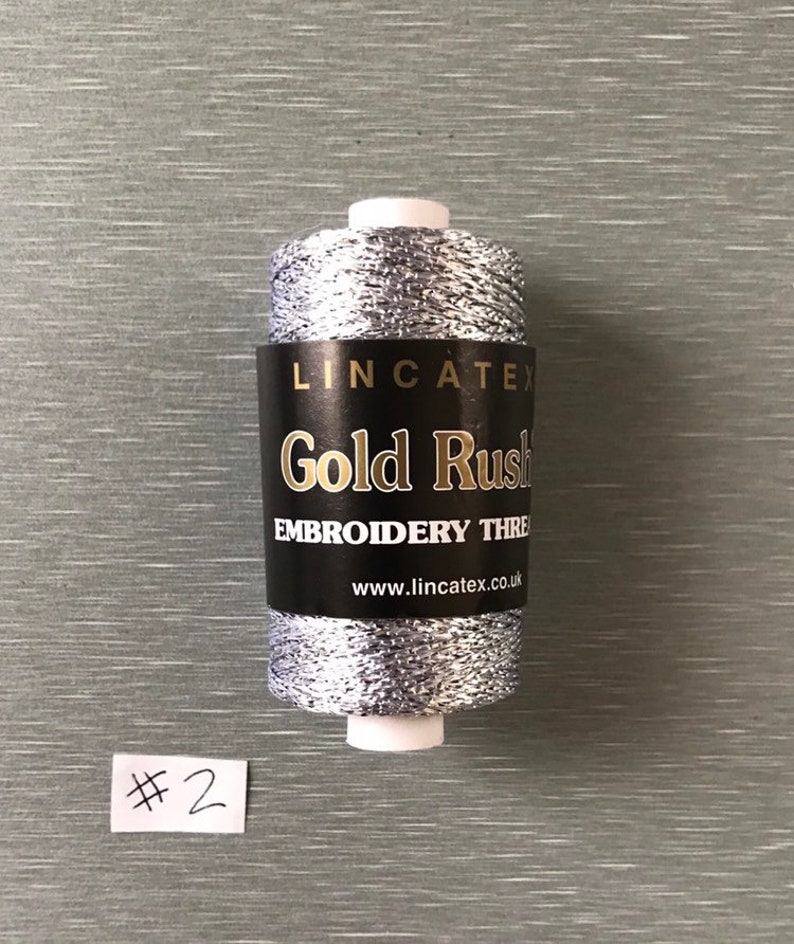 LINCATEX
Gold Rush
EMBROIDERY THREA
www.lincatex.co.uk
#2